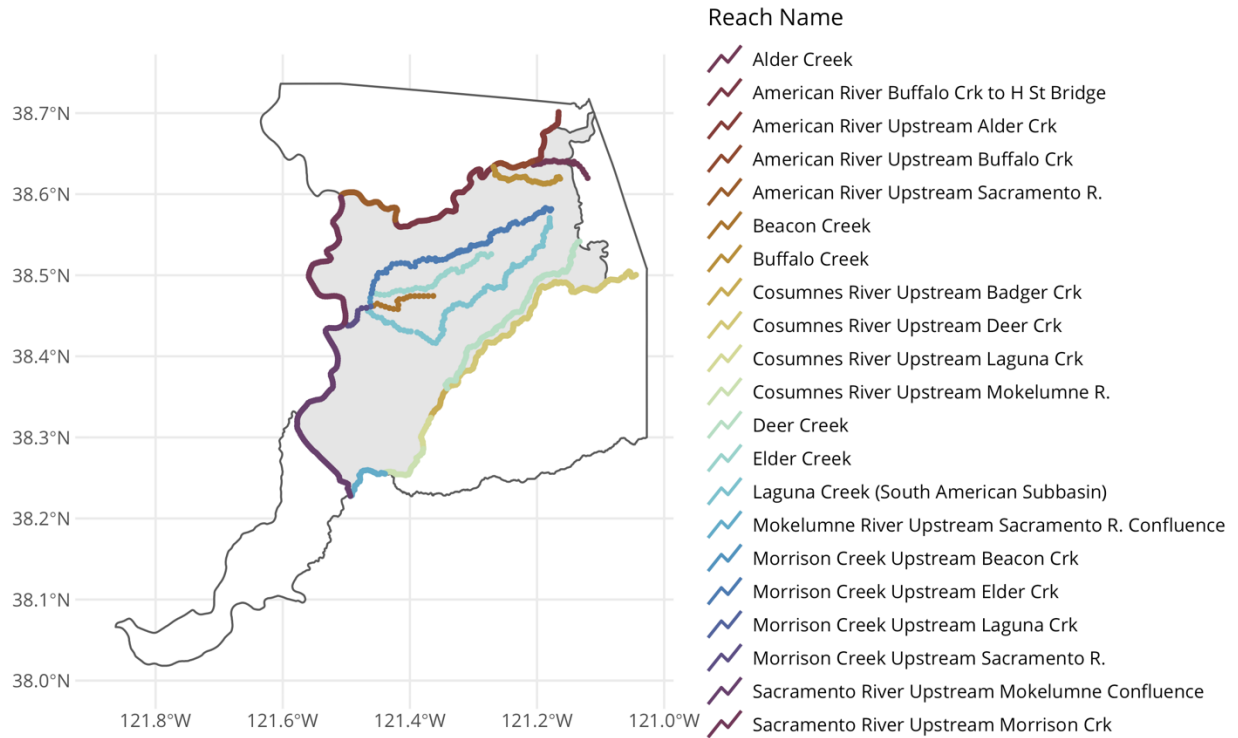 Reach Name
Alder Creek
American River Buffalo Crk to H St Bridge
American River Upstream Alder Crk
American River Upstream Buffalo Crk
American River Upstream Sacramento R.
Beacon Creek
Buffalo Creek
Cosumnes River Upstream Badger Crk
Cosumnes River Upstream Deer Crk
Cosumnes River Upstream Laguna Crk
Cosumnes River Upstream Mokelumne R.
Deer Creek
Elder Creek
Laguna Creek (South American Subbasin)
Mokelumne River Upstream Sacramento R. Confluence
Morrison Creek Upstream Beacon Crk
Morrison Creek Upstream Elder Crk
Morrison Creek Upstream Laguna Crk
Morrison Creek Upstream Sacramento R.
Sacramento River Upstream Mokelumne Confluence
Sacramento River Upstream Morrison Crk
38.7°N
38.6°N
38.5°N
38.4°N
38.3°N
38.2°N
38.1°N
38.0°N
121.8°W 121.6°W 121.4°W 121.2°W 121.0°W